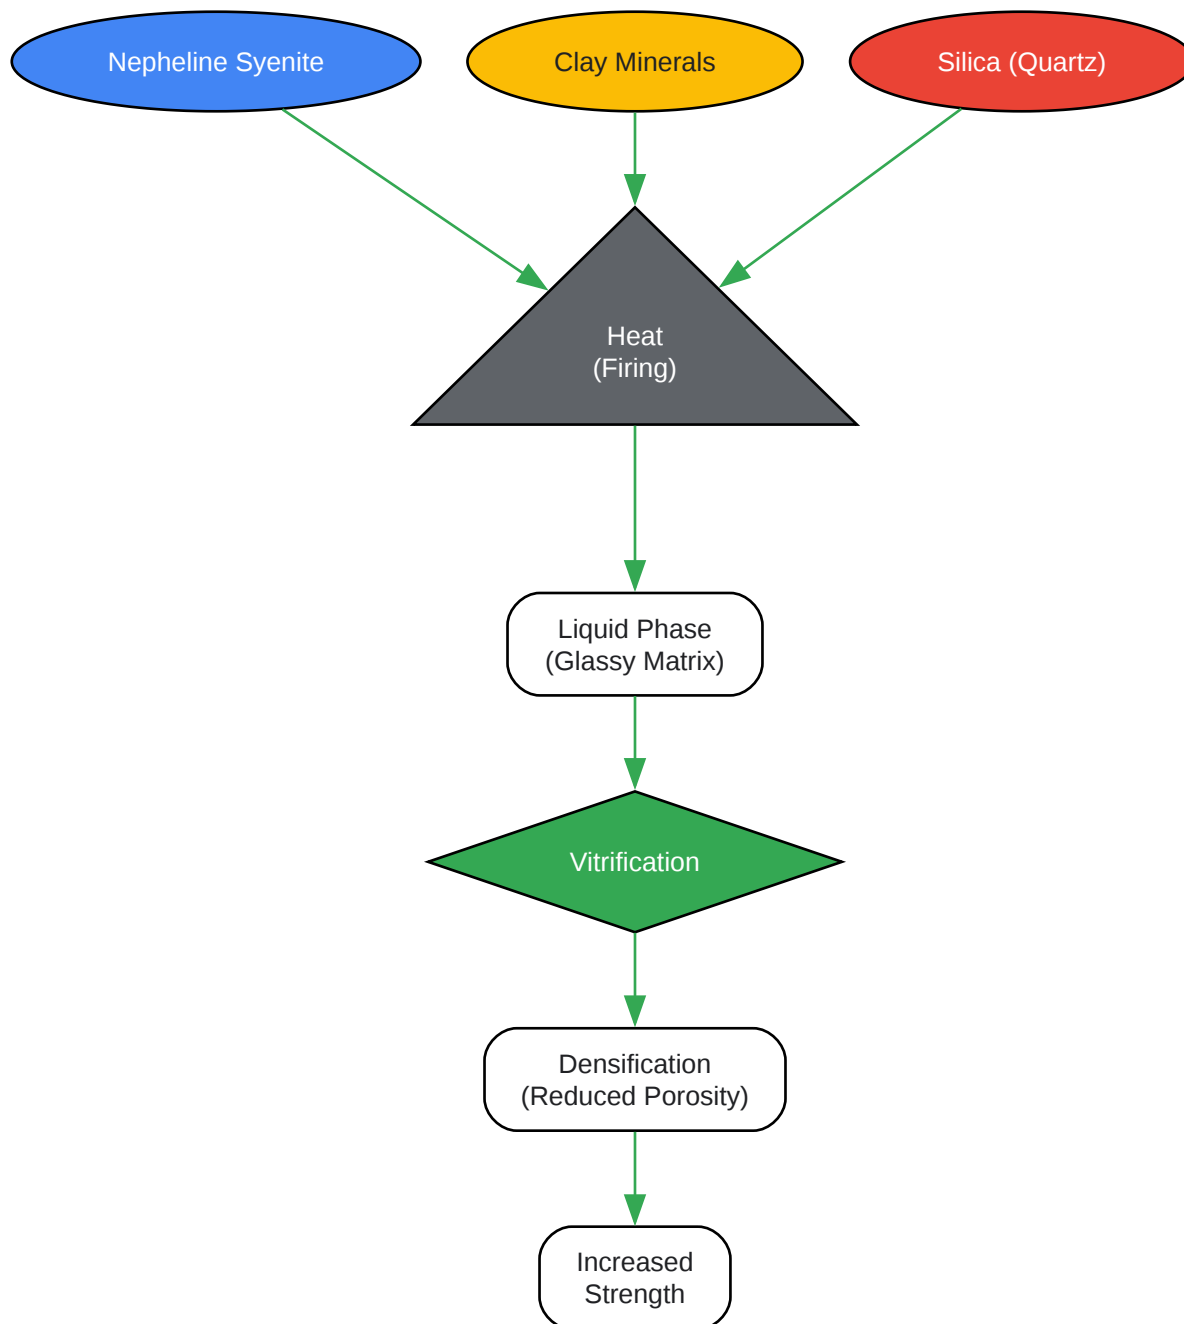 Nepheline Syenite
Clay Minerals
Silica (Quartz)
Heat
(Firing)
Liquid Phase
(Glassy Matrix)
Vitrification
Densification
(Reduced Porosity)
Increased
Strength